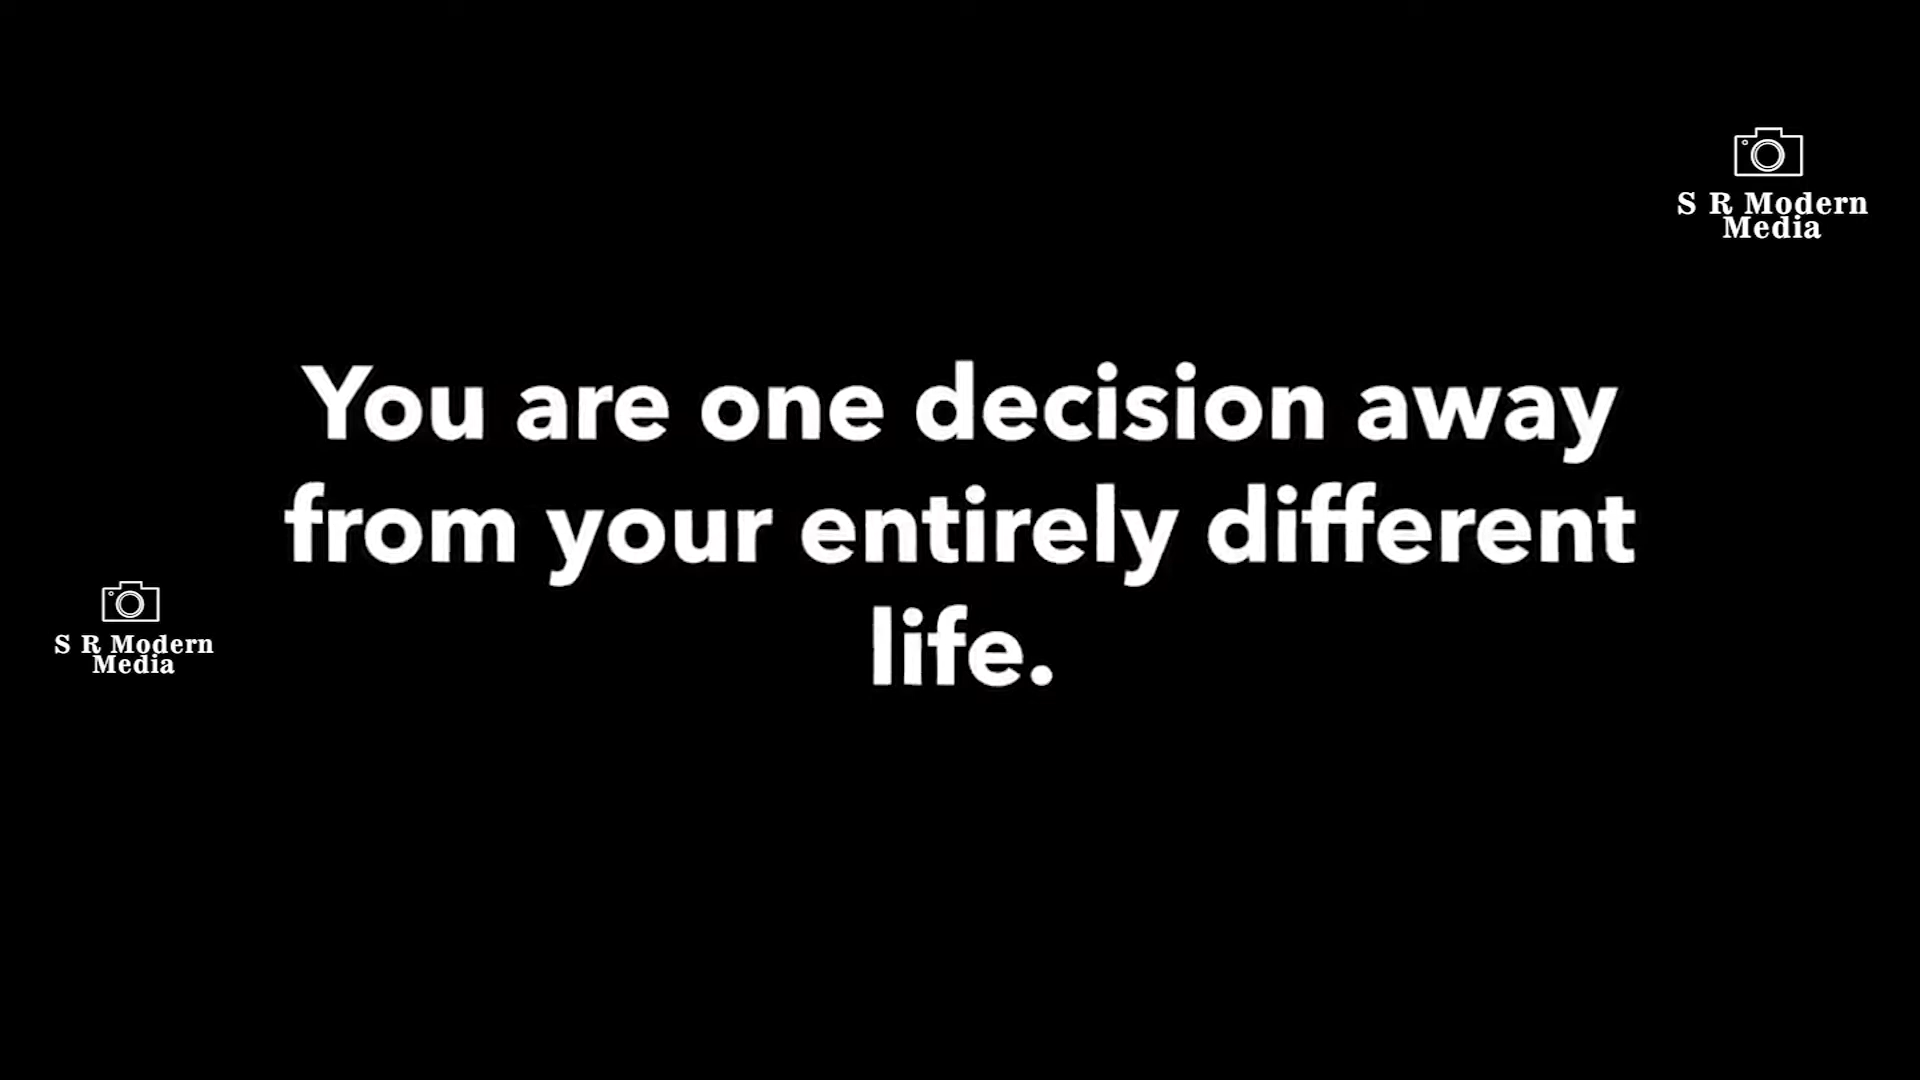 S R Modern
Media
You are one decision away
from your entirely different
life.
S R Modern
Media